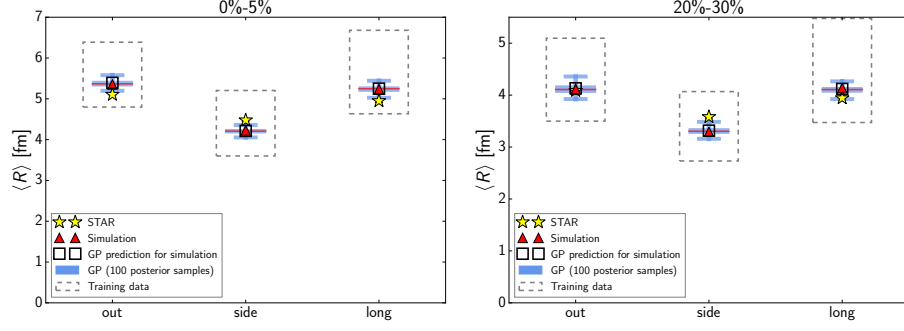 0%-5%
7
6
5
4
3
2
1
0
⟨R⟩ [fm]
STAR
Simulation
GP prediction for simulation
GP (100 posterior samples)
Training data
out side long
20%-30%
5
4
3
2
1
0
⟨R⟩ [fm]
STAR
Simulation
GP prediction for simulation
GP (100 posterior samples)
Training data
out side long